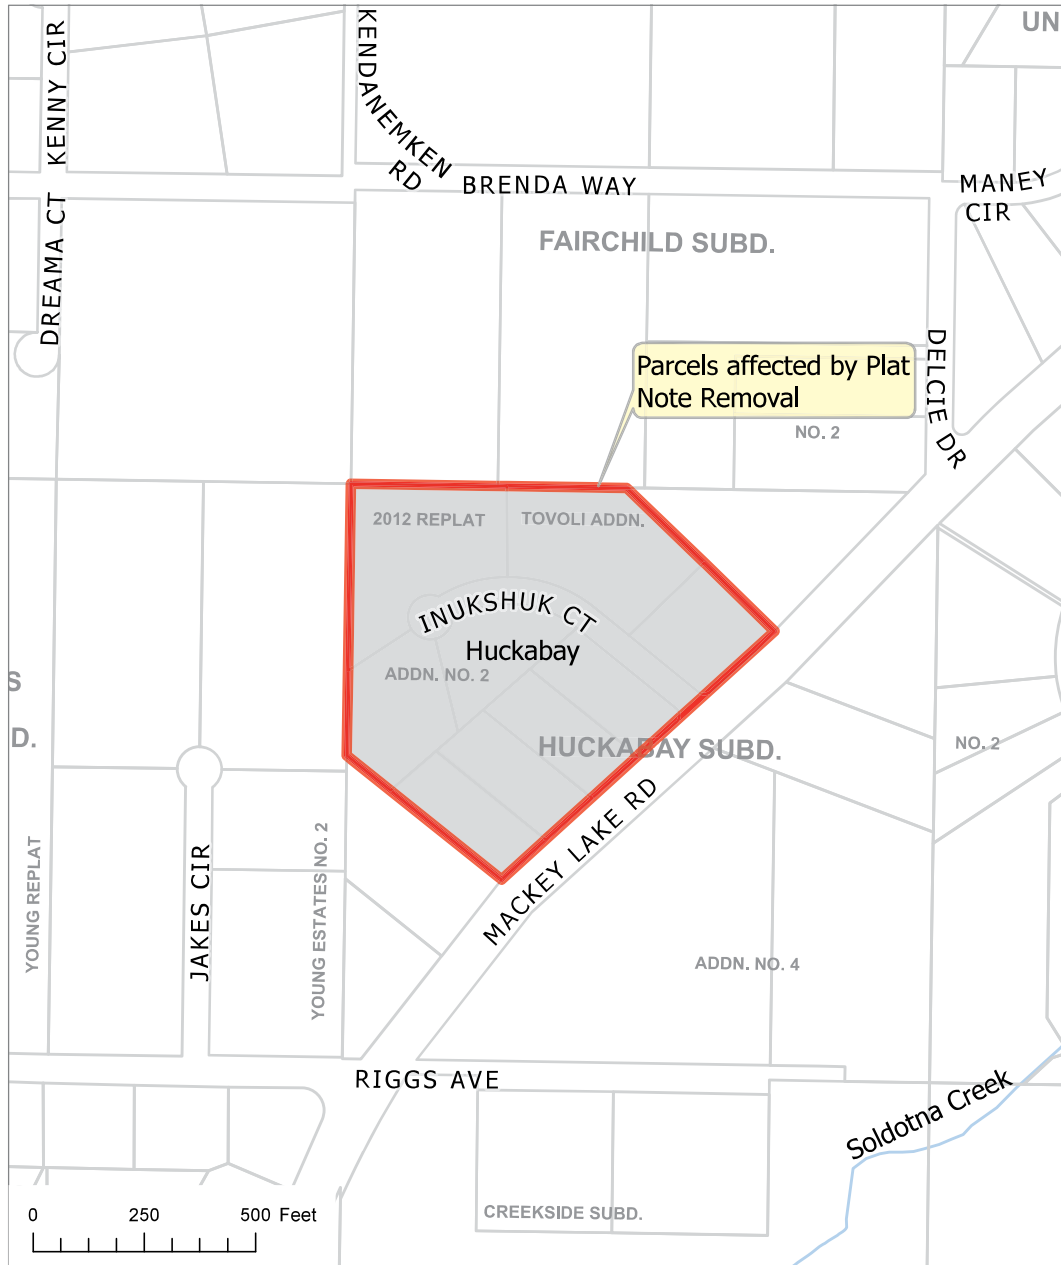 UN
KENNY CIR
KENDANEMKEN
RD
BRENDA WAY
MANEY
CIR
DREAMA CT
FAIRCHILD SUBD.
DELCIE DR
Parcels affected by Plat
Note Removal
NO. 2
2012 REPLAT
TOVOLI ADDN.
INUKSHUK CT
Huckabay
ADDN. NO. 2
S
D.
HUCKABAY SUBD.
NO. 2
MACKEY LAKE RD
YOUNG REPLAT
JAKES CIR
YOUNG ESTATES NO. 2
ADDN. NO. 4
RIGGS AVE
Soldotna Creek
CREEKSIDE SUBD.
0 250 500 Feet